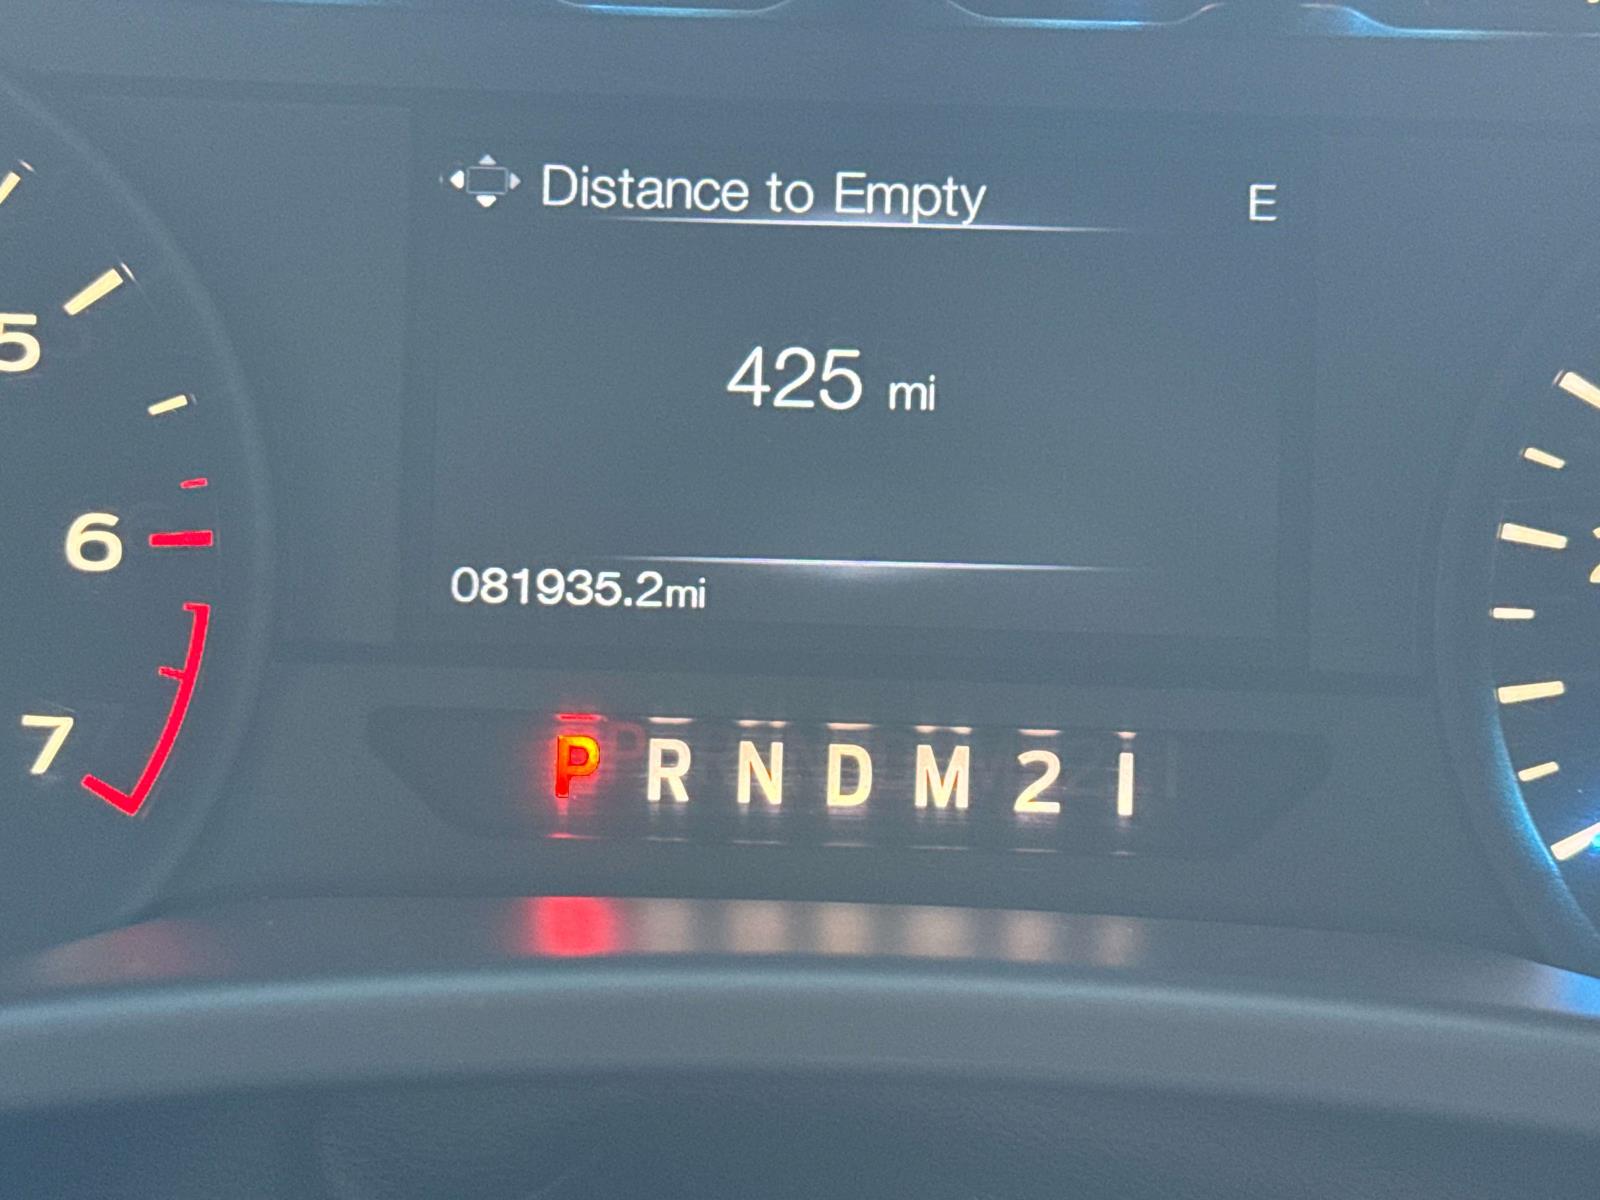 Distance to Empty E
425 mi
081935.2mi
P R N D M 2 1
5
6
7